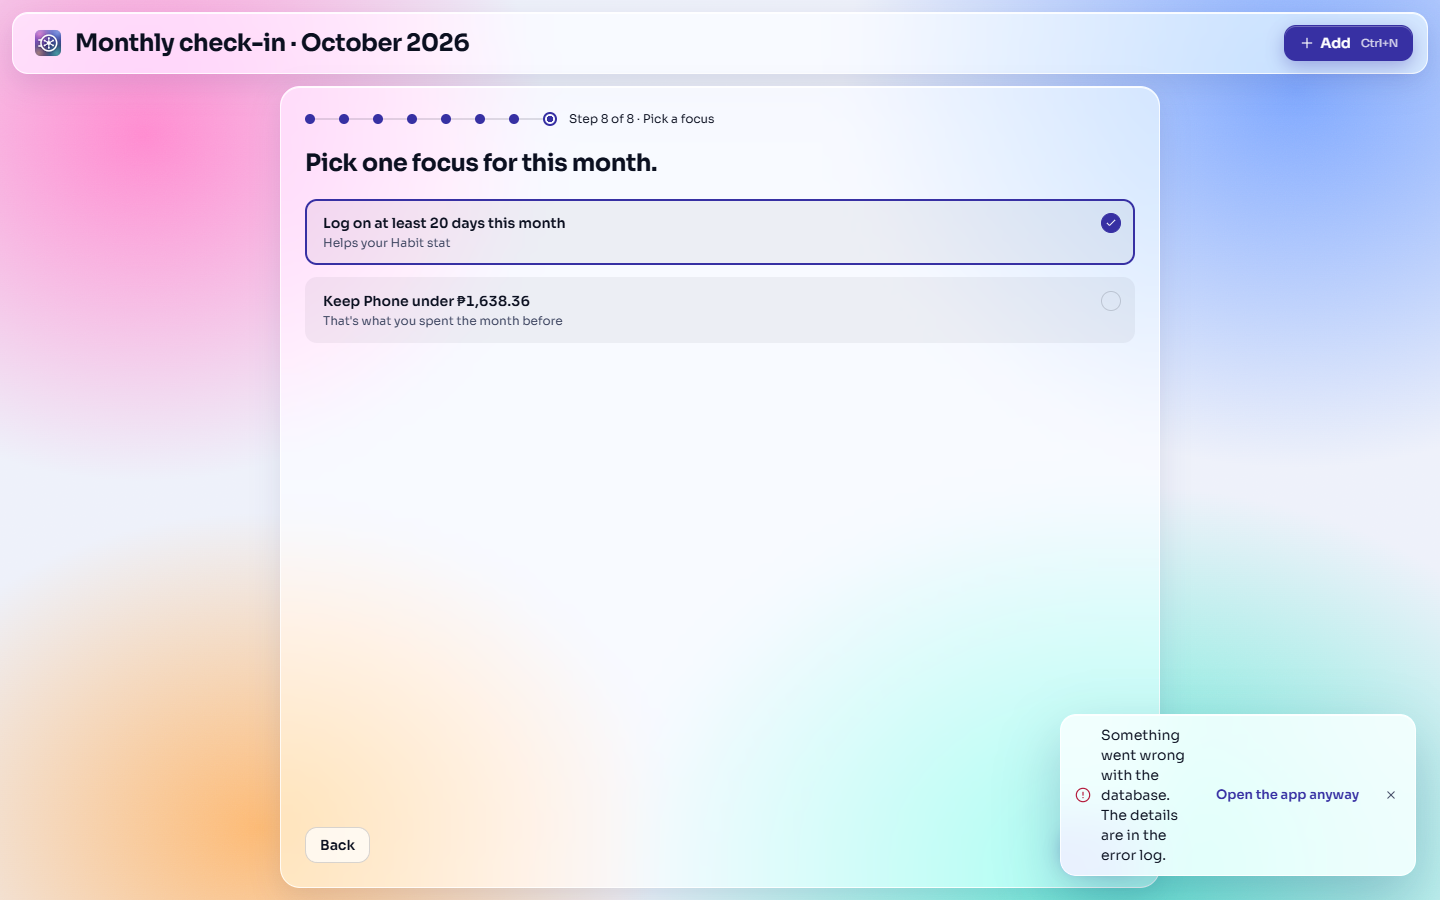 Monthly check-in · October 2026
Add Ctrl+N
Step 8 of 8 · Pick a focus
Pick one focus for this month.
Log on at least 20 days this month
Helps your Habit stat
Keep Phone under ₱1,638.36
That's what you spent the month before
Something
went wrong
with the
database.
The details
are in the
error log.
Open the app anyway
Back